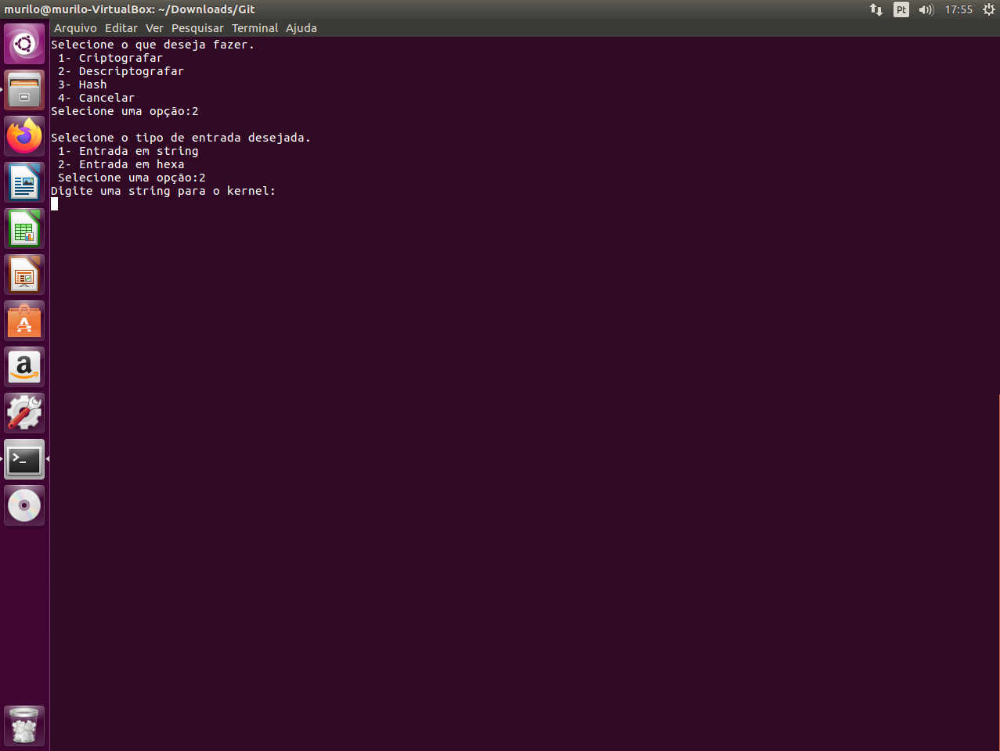 murilo@murilo-VirtualBox: ~/Downloads/Git
Pt
17:55
Arquivo Editar Ver Pesquisar Terminal Ajuda
Selecione o que deseja fazer.
1- Criptografar
2- Descriptografar
3- Hash
4- Cancelar
Selecione uma opção:2
Selecione o tipo de entrada desejada.
1- Entrada em string
2- Entrada em hexa
Selecione uma opção:2
Digite uma string para o kernel: